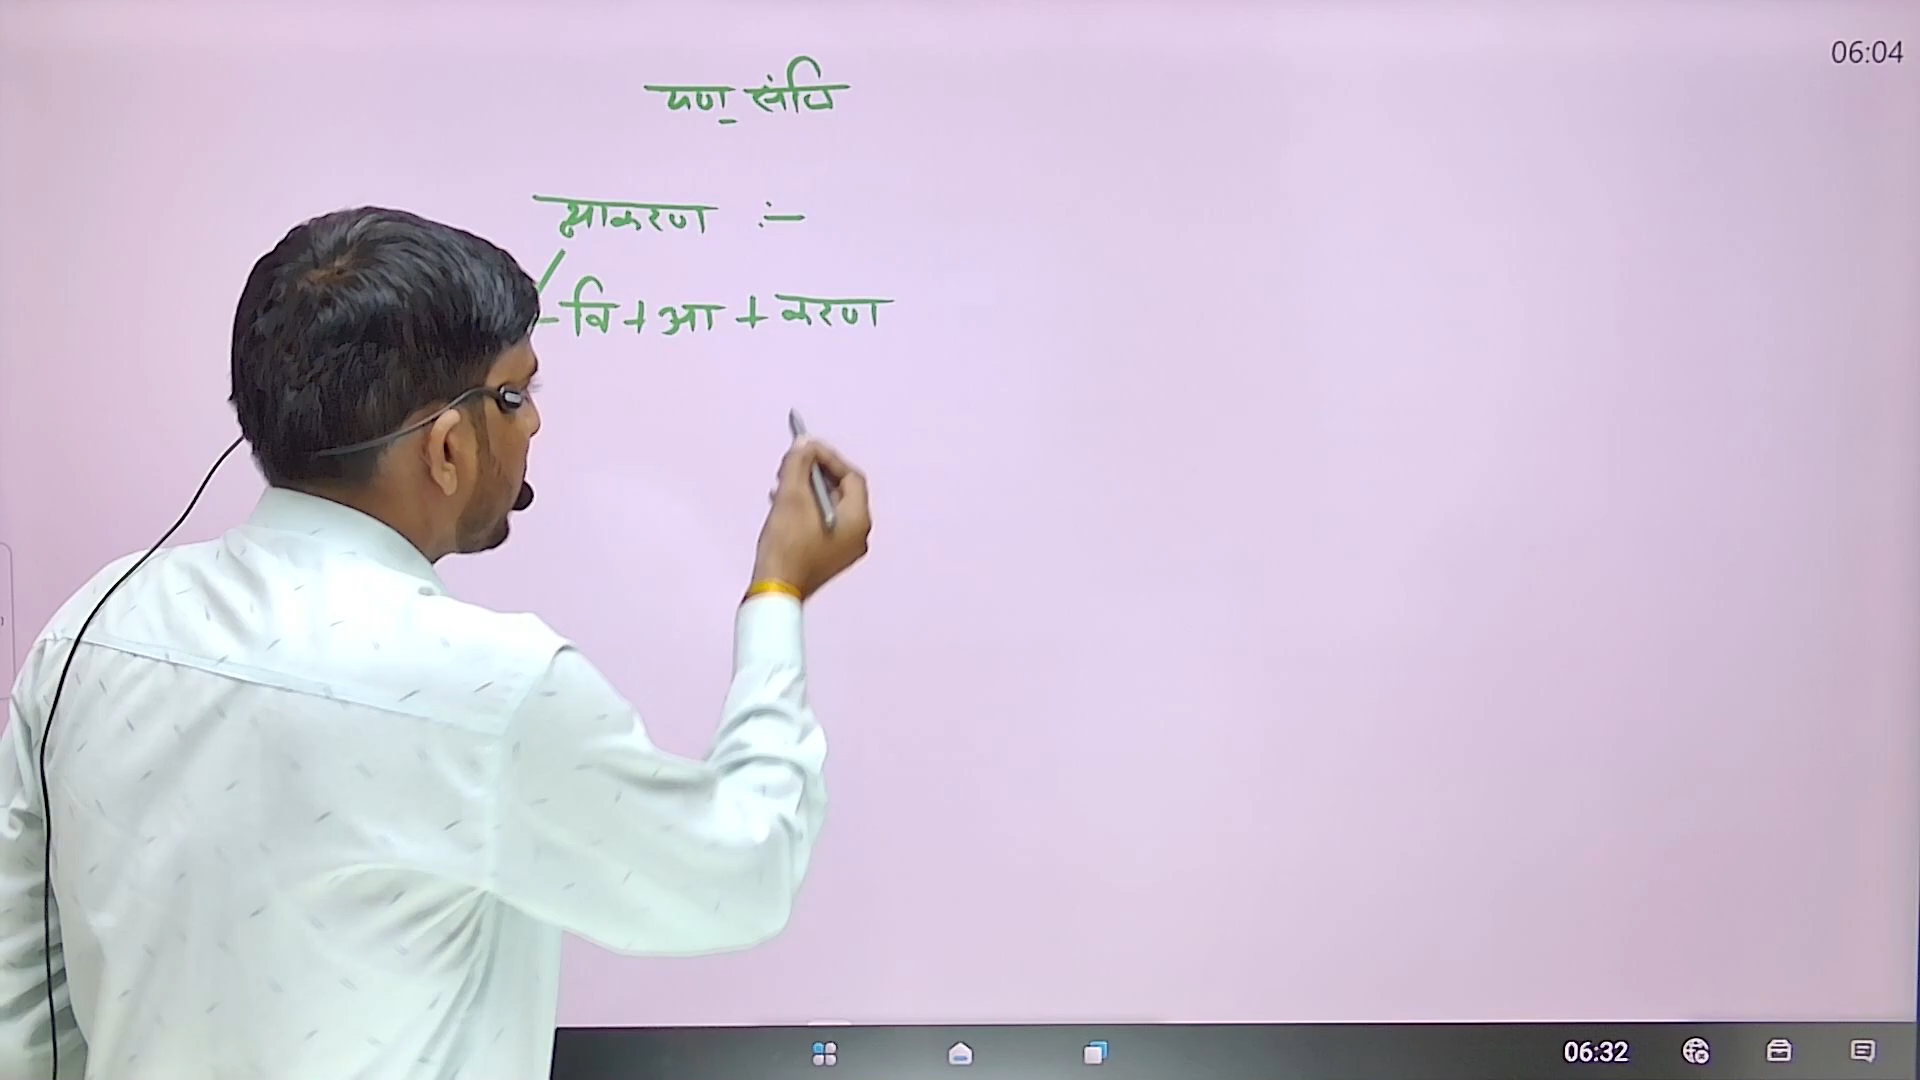 06:04
यण् संधि
व्याकरण :-
- वि + आ + करण
06:32